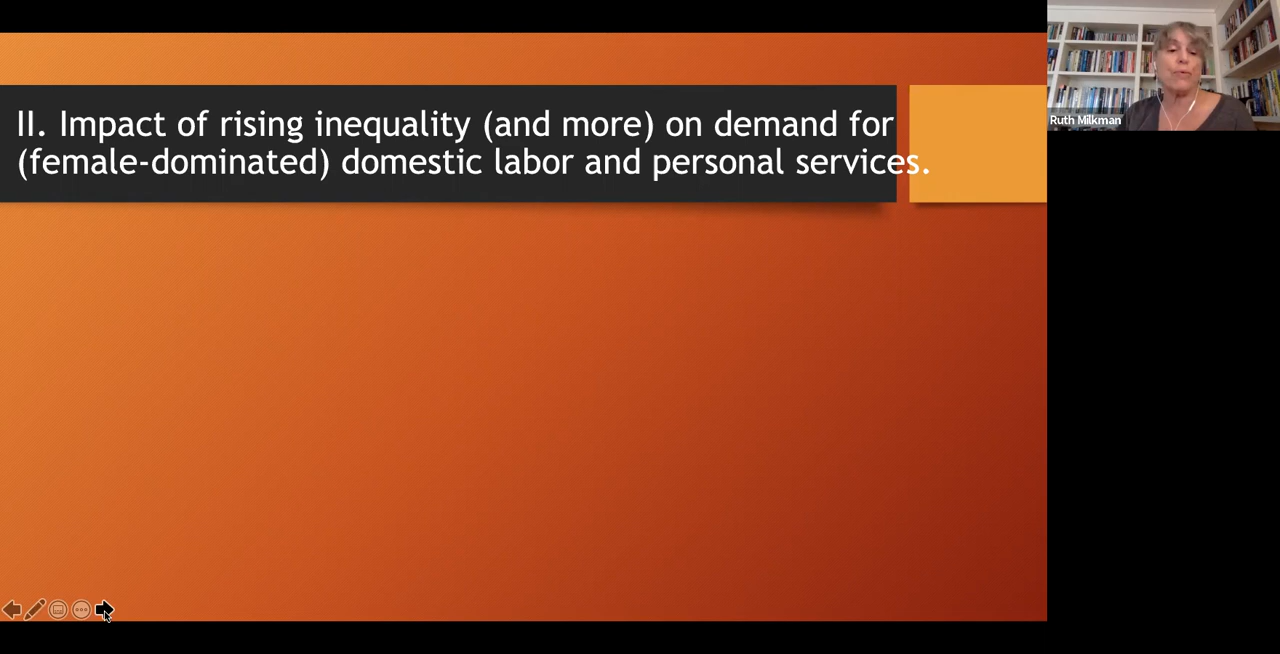 II. Impact of rising inequality (and more) on demand for
(female-dominated) domestic labor and personal services.
Ruth Milkman